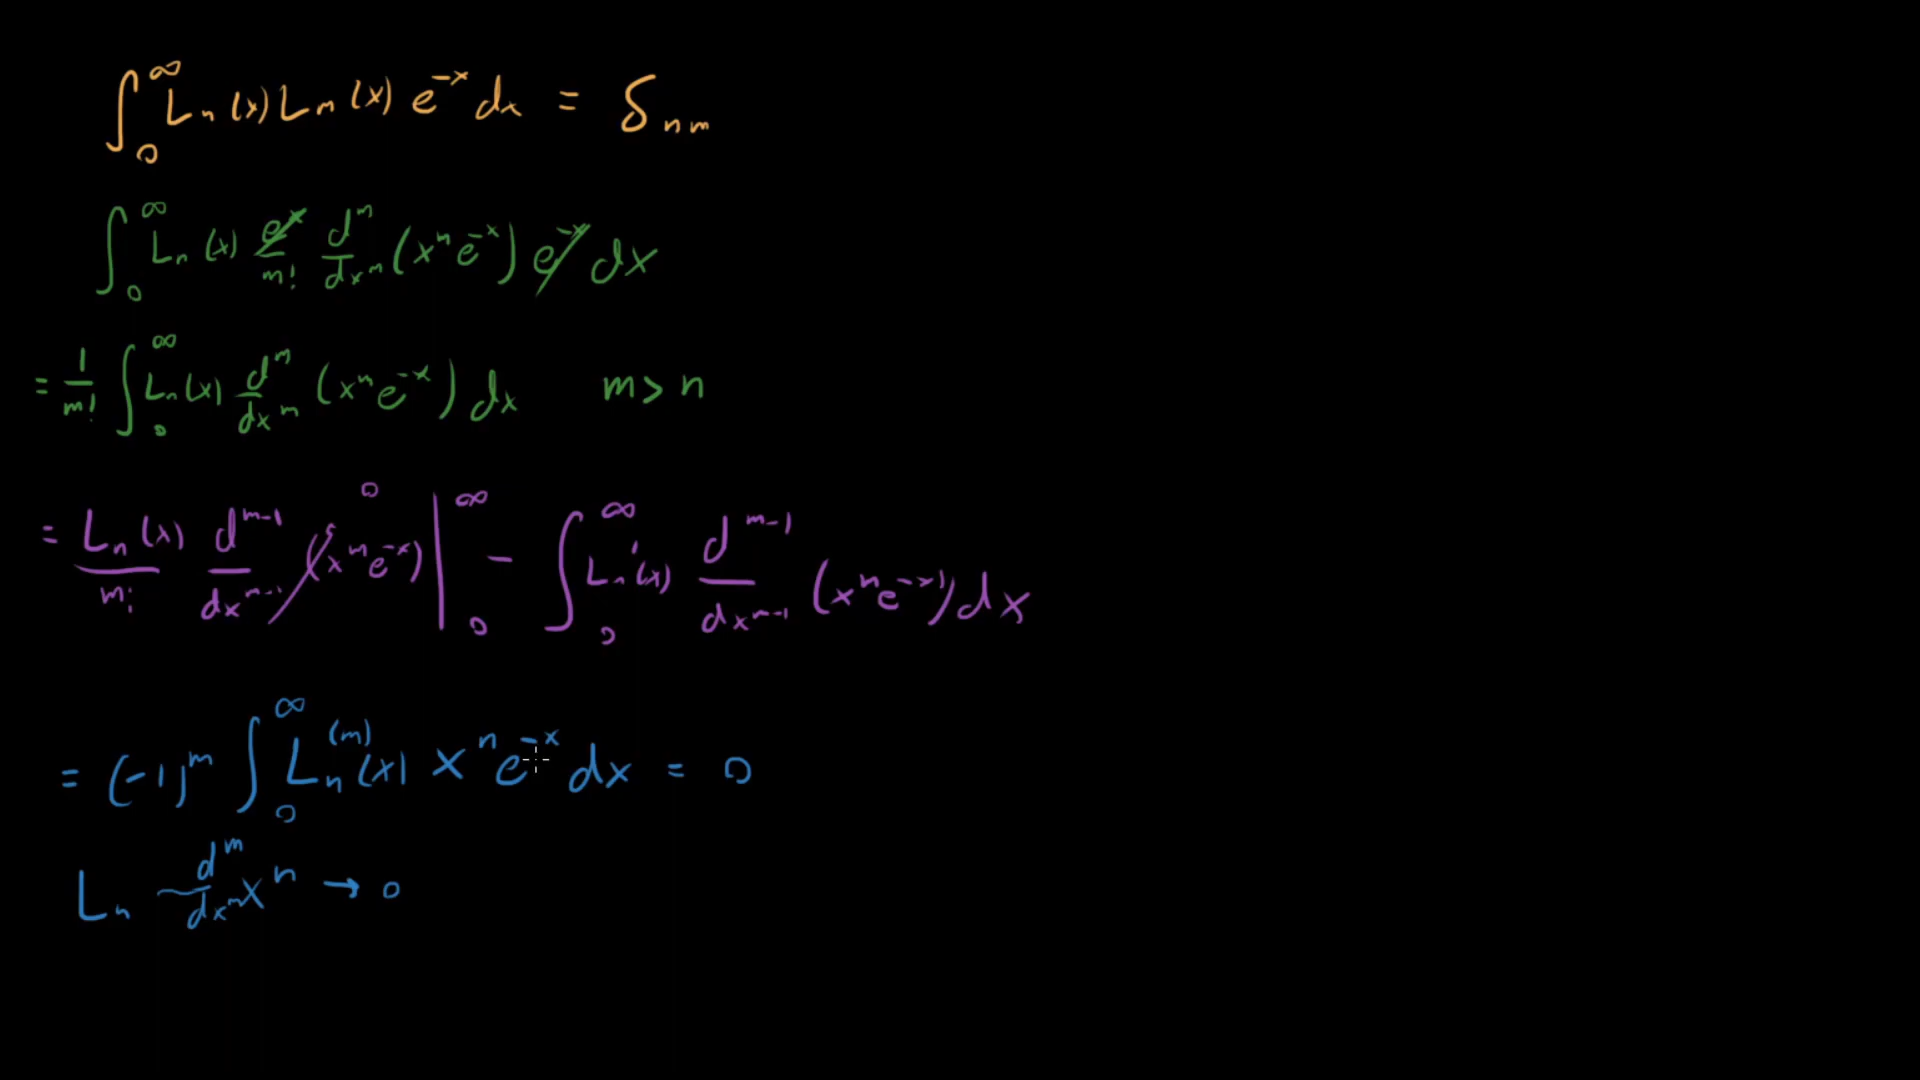 ∫₀^∞ Lₙ(x) Lₘ(x) e^{-x} dx = δₙₘ
∫₀^∞ Lₙ(x) e^x/m! d^m/dx^m (x^n e^{-x}) e^{-x} dx
= 1/m! ∫₀^∞ Lₙ(x) d^m/dx^m (x^n e^{-x}) dx    m > n
= Lₙ(x)/m! d^{m-1}/dx^{m-1} (x^m e^{-x}) 0 |₀^∞ - ∫₀^∞ Lₙ'(x) d^{m-1}/dx^{m-1} (x^n e^{-x}) dx
= (-1)^m ∫₀^∞ Lₙ^{(m)}(x) x^n e^{-x} dx = 0
Lₙ ~ d^m/dx^m x^n → 0